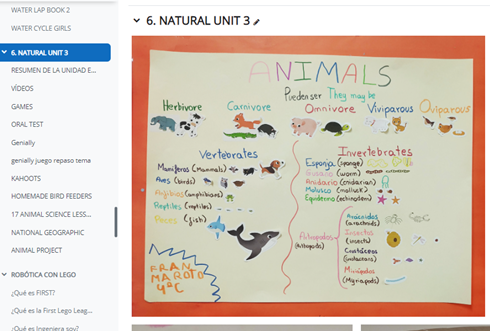 WATER LAP BOOK 2
WATER CYCLE GIRLS
6. NATURAL UNIT 3
RESUMEN DE LA UNIDAD E...
VÍDEOS
GAMES
ORAL TEST
Genially
genially juego repaso tema
KAHOOTS
HOMEMADE BIRD FEEDERS
17 ANIMAL SCIENCE LESS...
NATIONAL GEOGRAPHIC
ANIMAL PROJECT
ROBÓTICA CON LEGO
¿Qué es FIRST?
¿Qué es la First Lego Leag...
¿Qué es Ingeniera soy?
6. NATURAL UNIT 3
ANIMALS
Pueden ser They may be
Herbivore Carnivore Omnivore Viviparous Oviparous
Vertebrates
Mamíferos (mammals)
Aves (birds)
Anfibios (amphibians)
Reptiles (reptiles)
Peces (fish)
FRAN
MAROTO
4ºC
Invertebrates
Esponja (sponge)
Gusano (worm)
Cnidario (cnidarian)
Molusco (mollusk)
Equidermo (echinoderm)
Artropodos
(Arthropods)
Arácnidos
(arachnids)
Insectos
(insects)
Crustáceos
(crustaceans)
Miriápodos
(Myriapods)